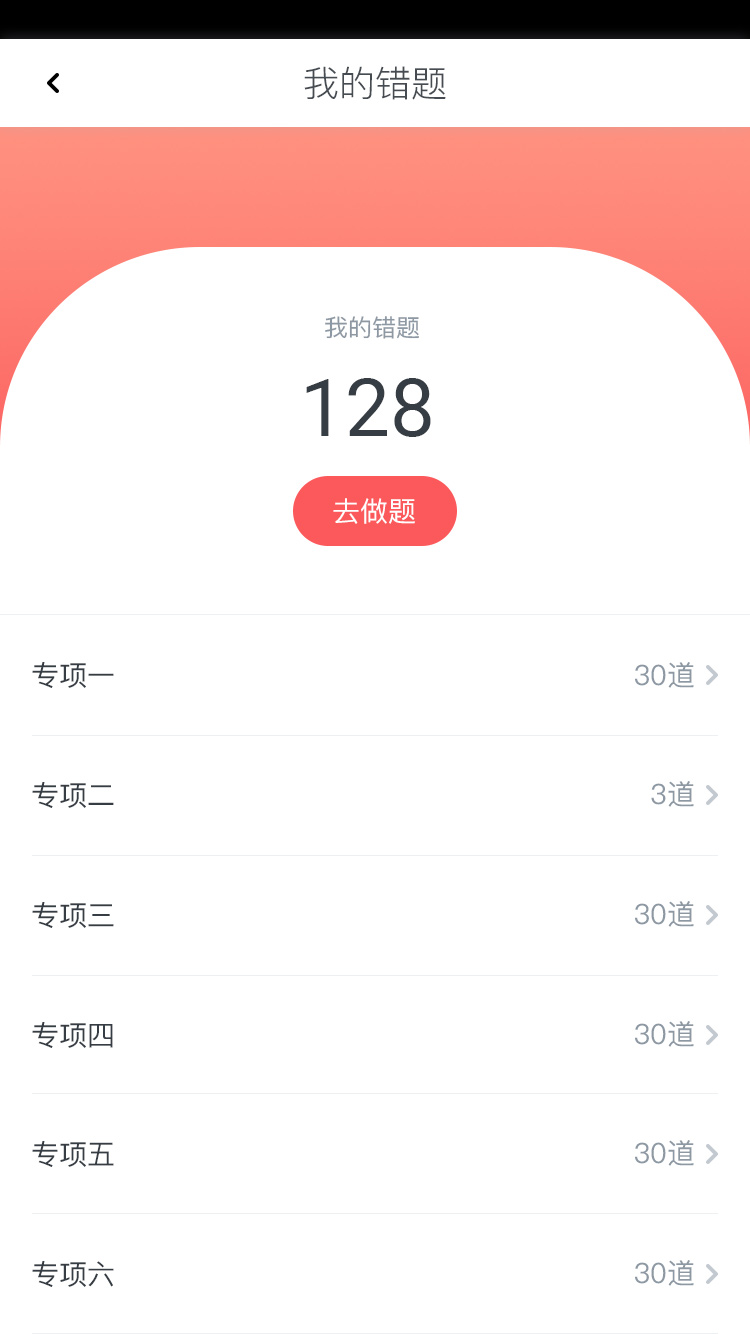 我的错题
我的错题
128
去做题
专项一 30道
专项二 3道
专项三 30道
专项四 30道
专项五 30道
专项六 30道